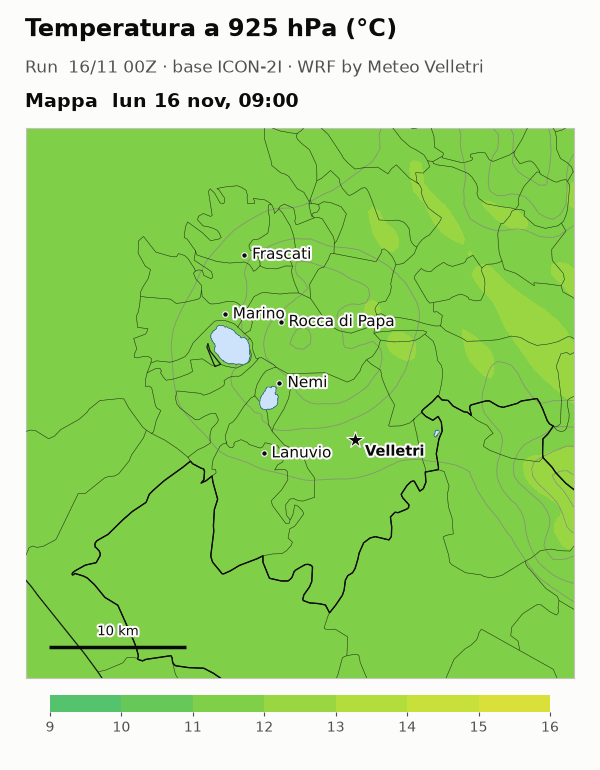 Temperatura a 925 hPa (°C)
Run  16/11 00Z · base ICON-2I · WRF by Meteo Velletri
Mappa  lun 16 nov, 09:00
Frascati
Marino
Rocca di Papa
Nemi
Velletri
Lanuvio
10 km
9 10 11 12 13 14 15 16